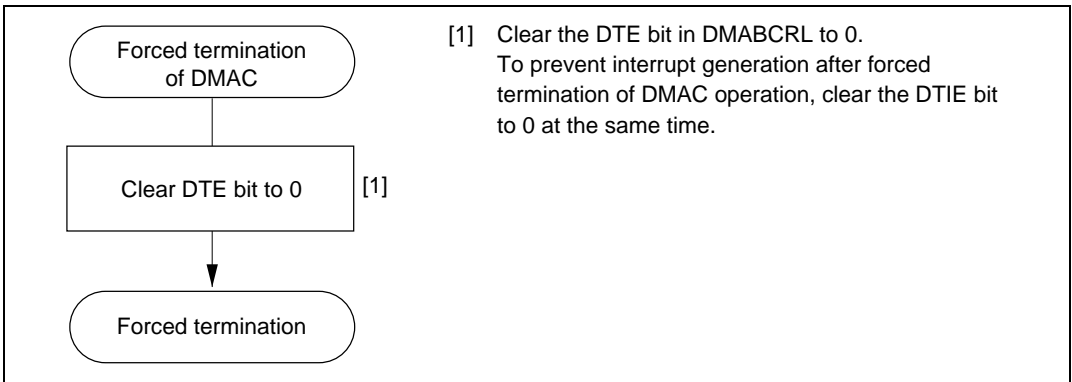 Forced termination
of DMAC
Clear DTE bit to 0
[1]
Forced termination
[1] Clear the DTE bit in DMABCRL to 0.
To prevent interrupt generation after forced
termination of DMAC operation, clear the DTIE bit
to 0 at the same time.